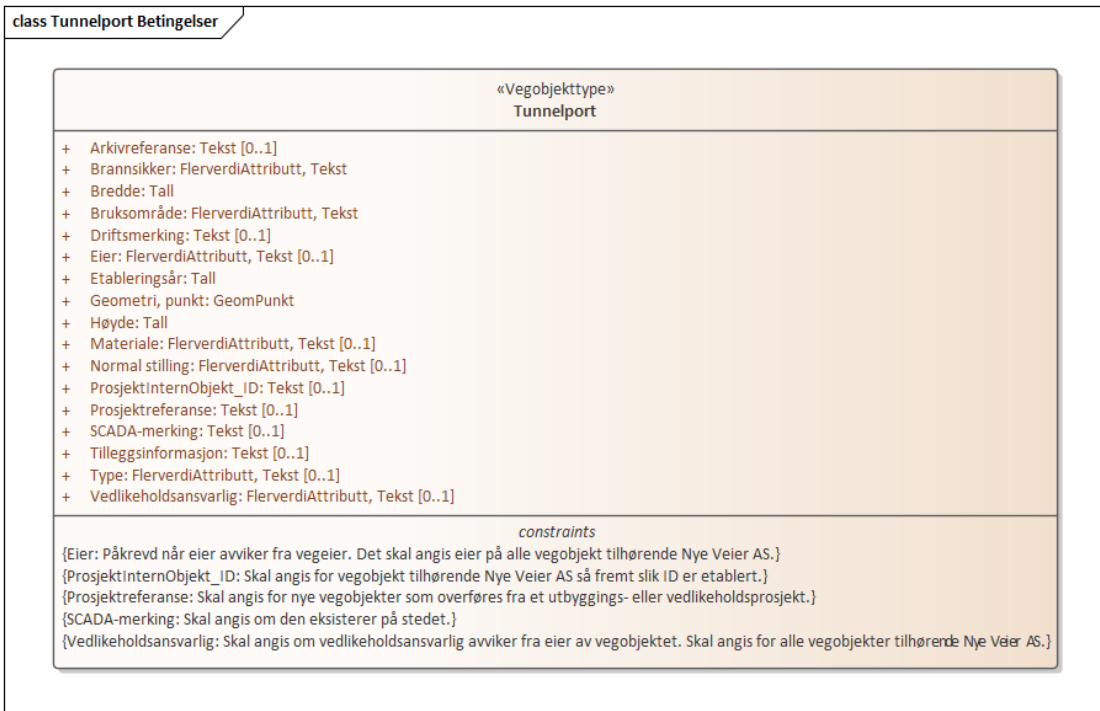 class Tunnelport Betingelser
«Vegobjekttype»
Tunnelport
+ Arkivreferanse: Tekst [0..1]
+ Brannsikker: FlerverdiAttributt, Tekst
+ Bredde: Tall
+ Bruksområde: FlerverdiAttributt, Tekst
+ Driftsmerking: Tekst [0..1]
+ Eier: FlerverdiAttributt, Tekst [0..1]
+ Etableringsår: Tall
+ Geometri, punkt: GeomPunkt
+ Høyde: Tall
+ Materiale: FlerverdiAttributt, Tekst [0..1]
+ Normal stilling: FlerverdiAttributt, Tekst [0..1]
+ ProsjektInternObjekt_ID: Tekst [0..1]
+ Prosjektreferanse: Tekst [0..1]
+ SCADA-merking: Tekst [0..1]
+ Tilleggsinformasjon: Tekst [0..1]
+ Type: FlerverdiAttributt, Tekst [0..1]
+ Vedlikeholdsansvarlig: FlerverdiAttributt, Tekst [0..1]
constraints
{Eier: Påkrevd når eier avviker fra vegeier. Det skal angis eier på alle vegobjekt tilhørende Nye Veier AS.}
{ProsjektInternObjekt_ID: Skal angis for vegobjekt tilhørende Nye Veier AS så fremt slik ID er etablert.}
{Prosjektreferanse: Skal angis for nye vegobjekter som overføres fra et utbyggings- eller vedlikeholdsprosjekt.}
{SCADA-merking: Skal angis om den eksisterer på stedet.}
{Vedlikeholdsansvarlig: Skal angis om vedlikeholdsansvarlig avviker fra eier av vegobjektet. Skal angis for alle vegobjekter tilhørende Nye Veier AS.}